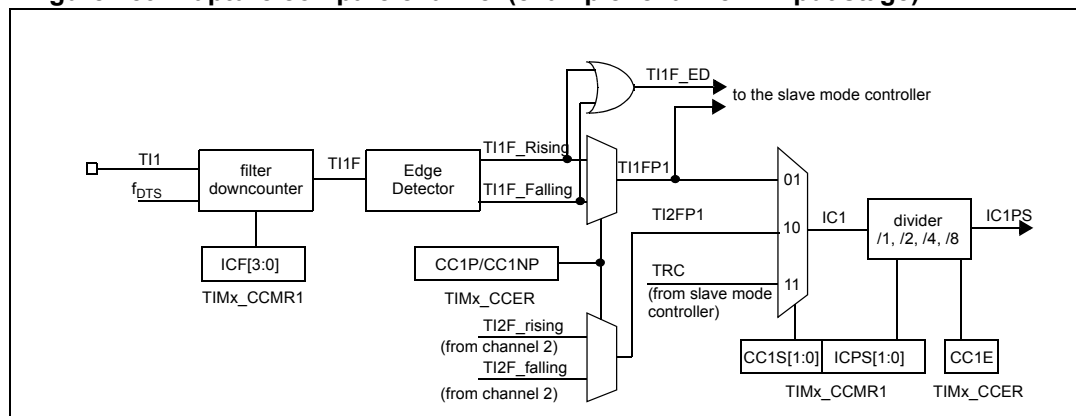 TI1F_ED
to the slave mode controller
TI1
fDTS
filter
downcounter
TI1F
Edge
Detector
TI1F_Rising
TI1F_Falling
TI1FP1
TI2FP1
01
10
11
IC1
divider
/1, /2, /4, /8
IC1PS
ICF[3:0]
TIMx_CCMR1
CC1P/CC1NP
TIMx_CCER
TRC
(from slave mode
controller)
TI2F_rising
(from channel 2)
TI2F_falling
(from channel 2)
CC1S[1:0]
ICPS[1:0]
CC1E
TIMx_CCMR1
TIMx_CCER